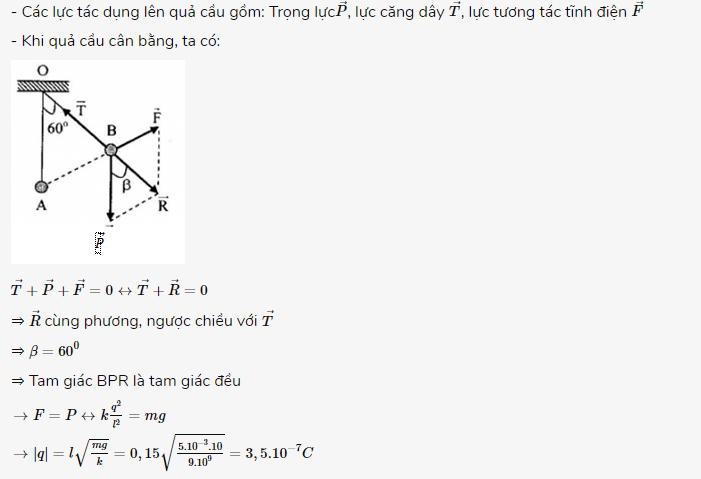 - Các lực tác dụng lên quả cầu gồm: Trọng lực$\vec{P}$, lực căng dây $\vec{T}$, lực tương tác tĩnh điện $\vec{F}$
- Khi quả cầu cân bằng, ta có:
O
$\vec{T}$
60°
B
$\vec{F}$
β
A
$\vec{R}$
$\vec{P}$
$\vec{T} + \vec{P} + \vec{F} = 0 \leftrightarrow \vec{T} + \vec{R} = 0$
⇒ $\vec{R}$ cùng phương, ngược chiều với $\vec{T}$
⇒ $\beta = 60^0$
⇒ Tam giác BPR là tam giác đều
$\rightarrow F = P \leftrightarrow k\frac{q^2}{l^2} = mg$
$\rightarrow |q| = l\sqrt{\frac{mg}{k}} = 0,15\sqrt{\frac{5.10^{-3}.10}{9.10^9}} = 3,5.10^{-7}C$